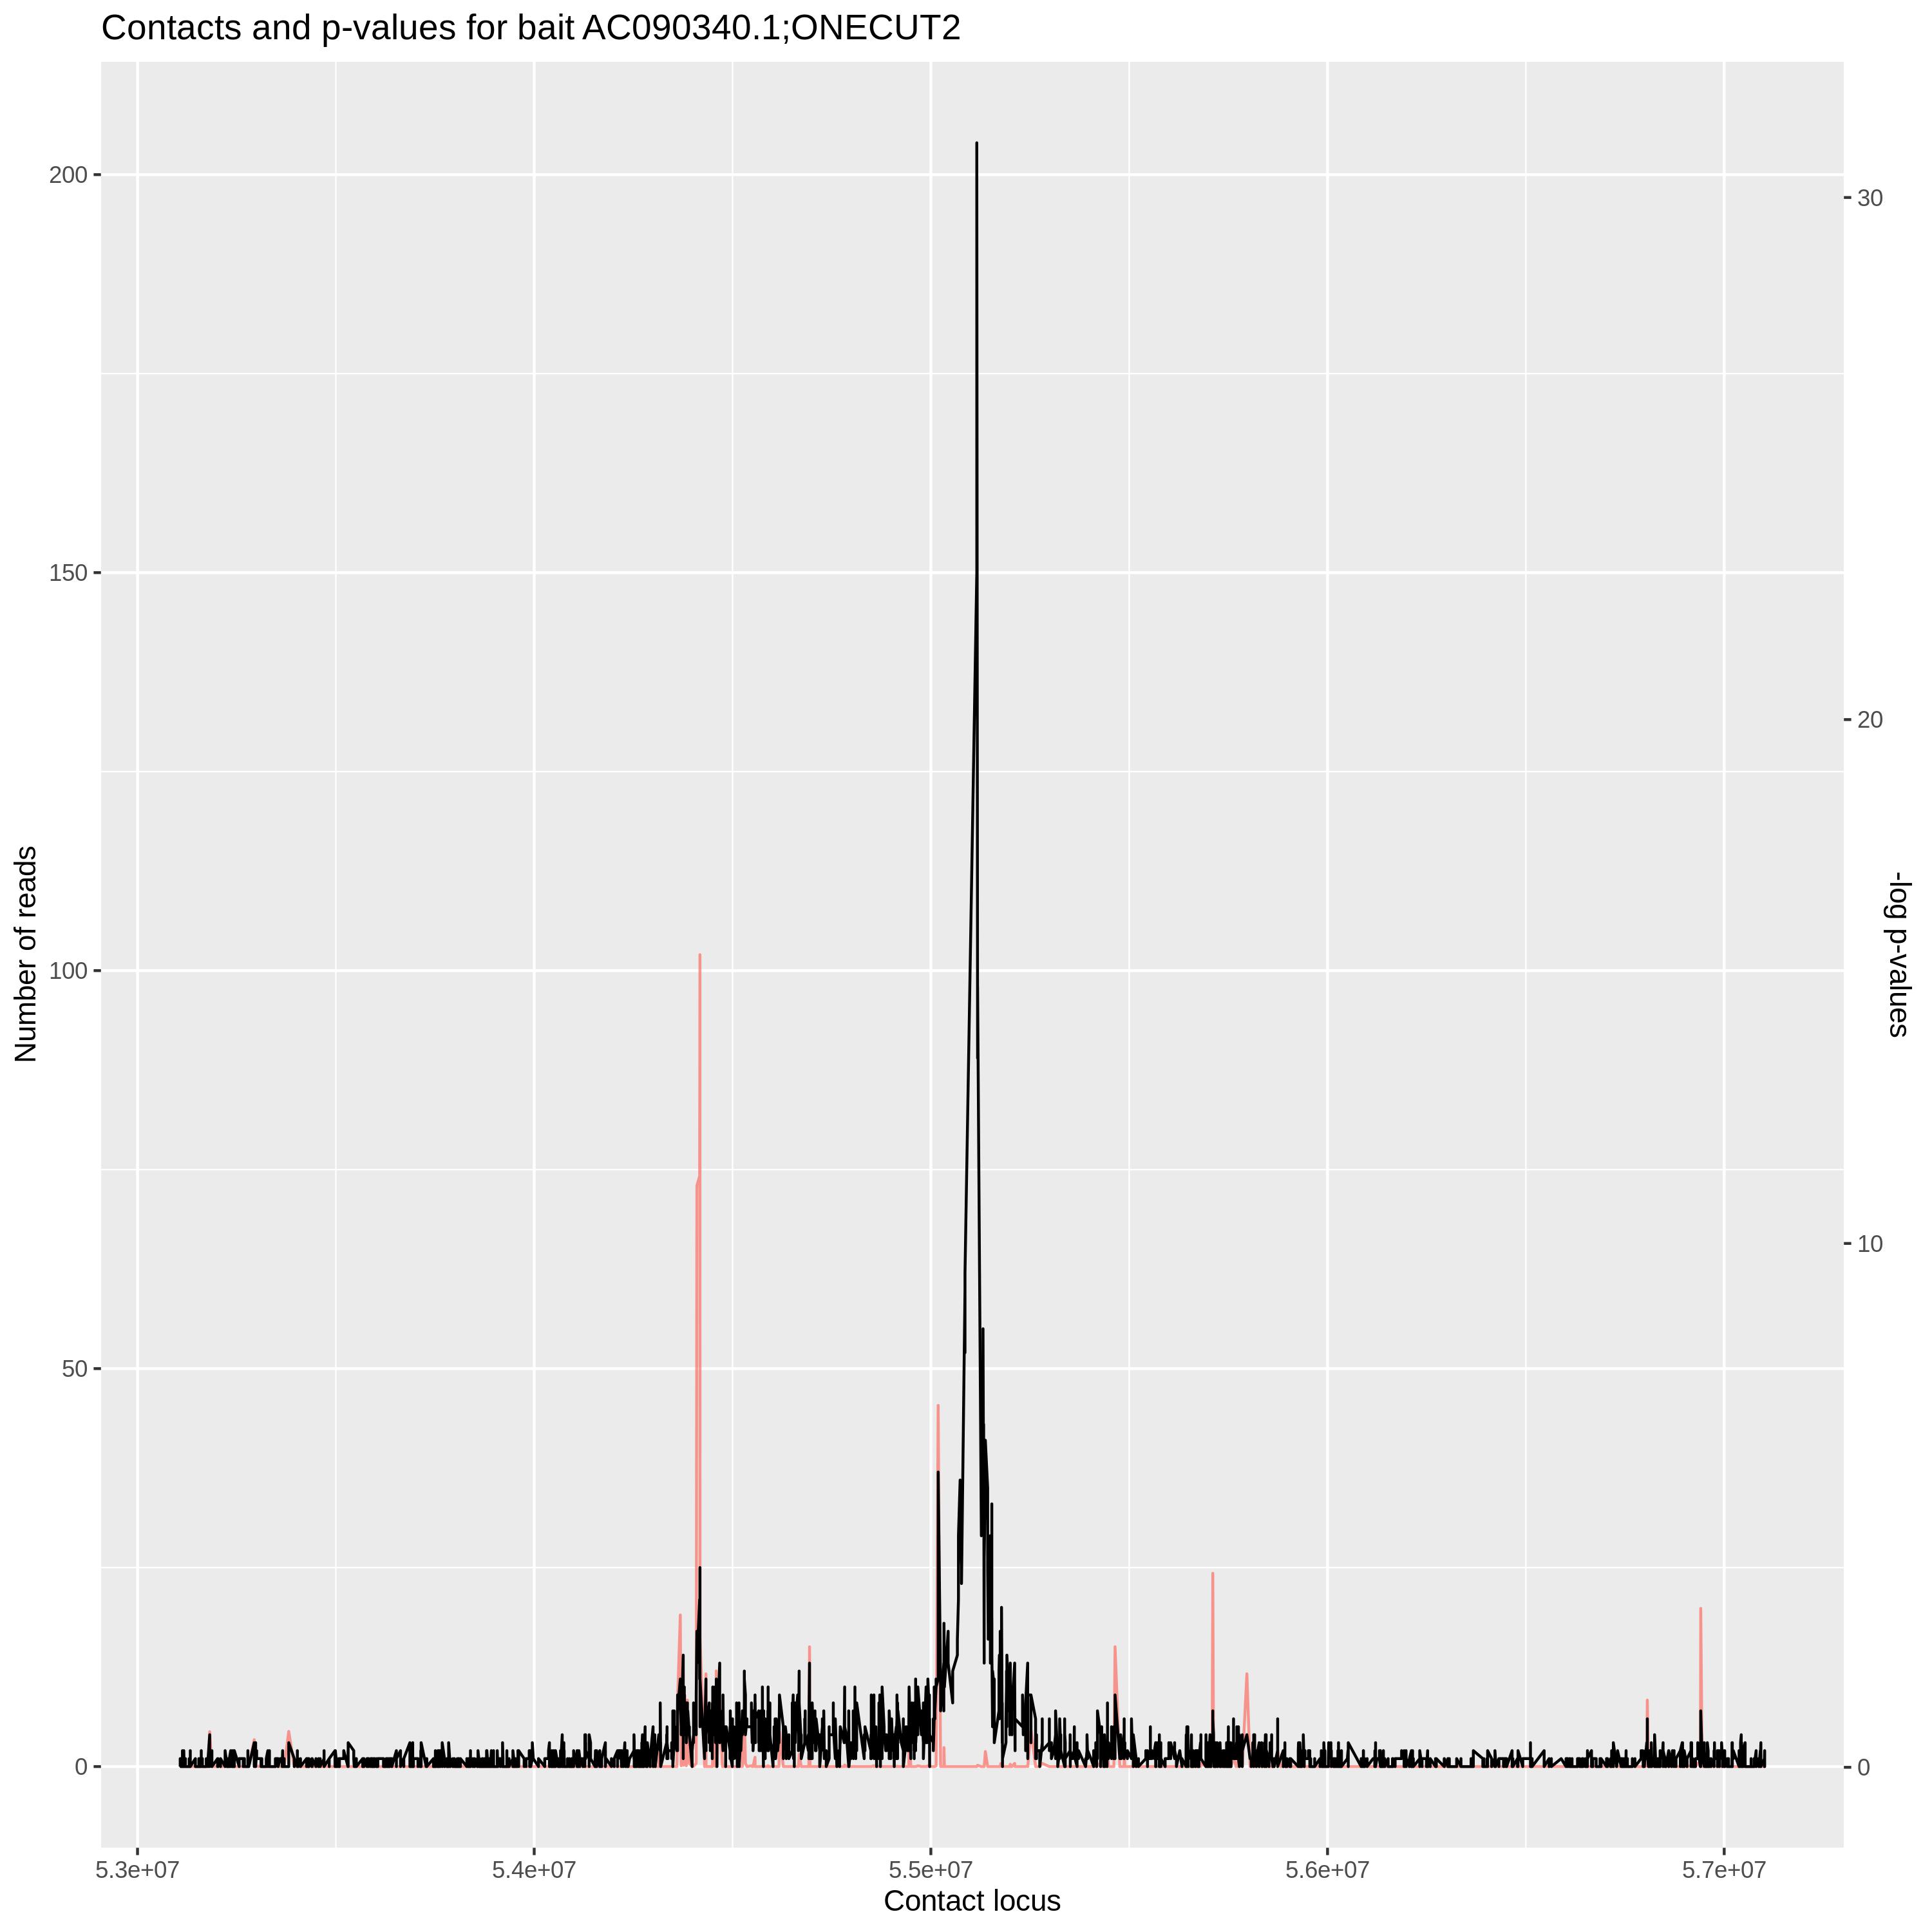 Contacts and p-values for bait AC090340.1;ONECUT2
200
150
100
50
0
Number of reads
30
20
10
0
-log p-values
5.3e+07 5.4e+07 5.5e+07 5.6e+07 5.7e+07
Contact locus